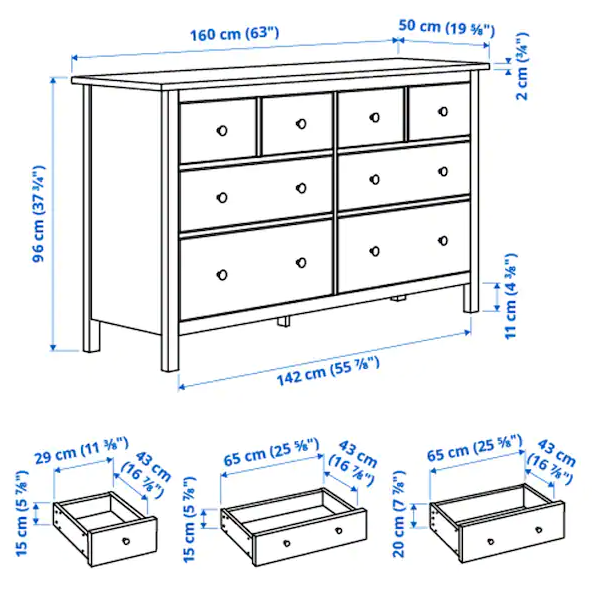 160 cm (63")
50 cm (19 ⅝")
2 cm (¾")
96 cm (37 ¾")
11 cm (4 ⅜")
142 cm (55 ⅞")
29 cm (11 ⅜")
43 cm
(16 ⅞")
15 cm (5 ⅞")
65 cm (25 ⅝")
43 cm
(16 ⅞")
15 cm (5 ⅞")
65 cm (25 ⅝")
43 cm
(16 ⅞")
20 cm (7 ⅞")